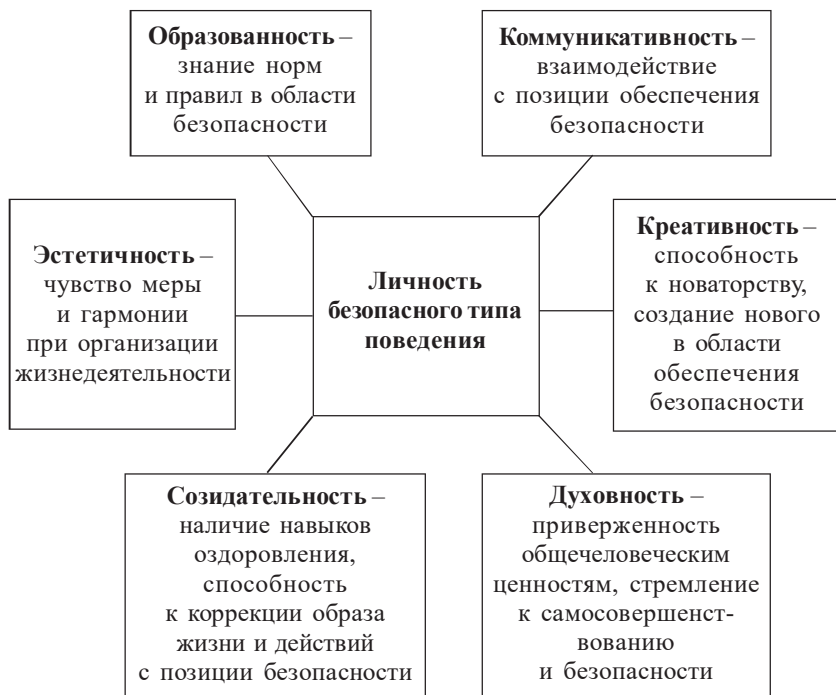 Образованность –
знание норм
и правил в области
безопасности
Коммуникативность –
взаимодействие
с позиции обеспечения
безопасности
Эстетичность –
чувство меры
и гармонии
при организации
жизнедеятельности
Личность
безопасного типа
поведения
Креативность –
способность
к новаторству,
создание нового
в области
обеспечения
безопасности
Созидательность –
наличие навыков
оздоровления,
способность
к коррекции образа
жизни и действий
с позиции безопасности
Духовность –
приверженность
общечеловеческим
ценностям, стремление
к самосовершенст-
вованию
и безопасности